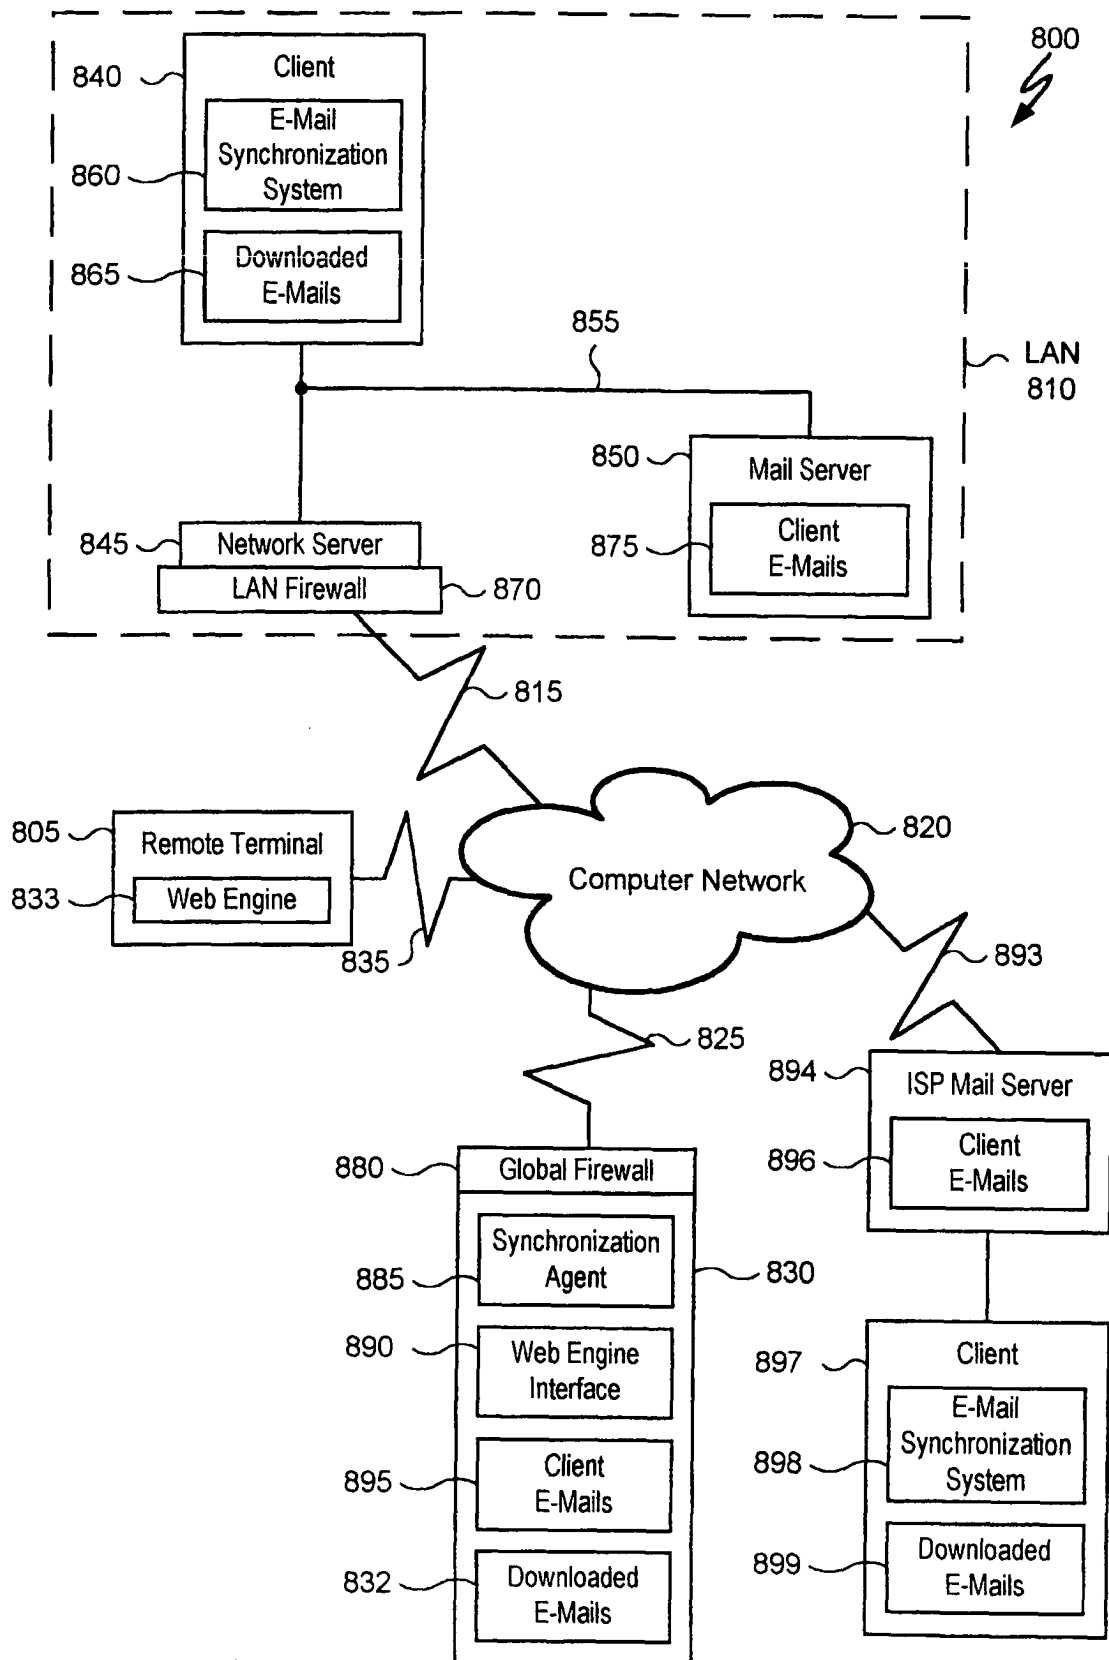 800
840
Client
E-Mail
Synchronization
System
860
Downloaded
E-Mails
865
855
LAN
810
850
Mail Server
Client
E-Mails
875
845
Network Server
LAN Firewall
870
815
805
Remote Terminal
833
Web Engine
835
820
Computer Network
893
825
894
ISP Mail Server
Client
E-Mails
896
880
Global Firewall
Synchronization
Agent
885
830
890
Web Engine
Interface
895
Client
E-Mails
832
Downloaded
E-Mails
897
Client
E-Mail
Synchronization
System
898
Downloaded
E-Mails
899